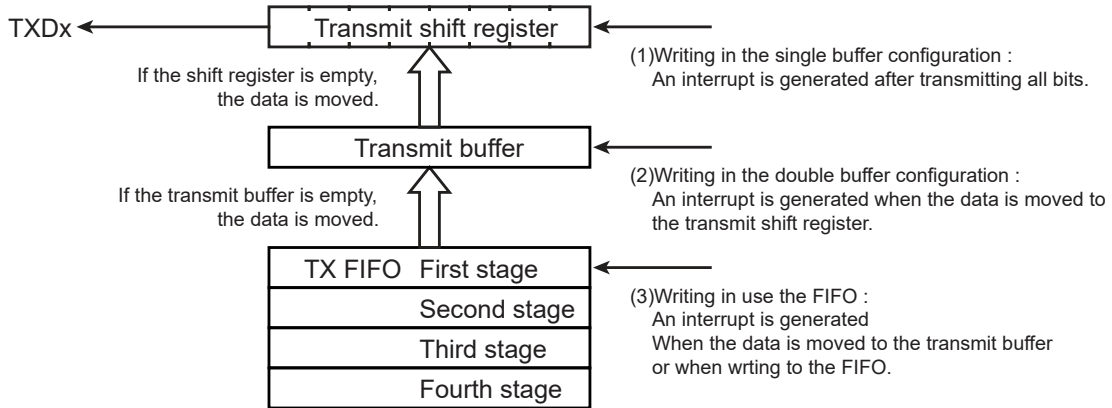 TXDx
Transmit shift register
(1)Writing in the single buffer configuration :
An interrupt is generated after transmitting all bits.
If the shift register is empty,
the data is moved.
Transmit buffer
(2)Writing in the double buffer configuration :
An interrupt is generated when the data is moved to
the transmit shift register.
If the transmit buffer is empty,
the data is moved.
TX FIFO First stage
Second stage
Third stage
Fourth stage
(3)Writing in use the FIFO :
An interrupt is generated
When the data is moved to the transmit buffer
or when wrting to the FIFO.